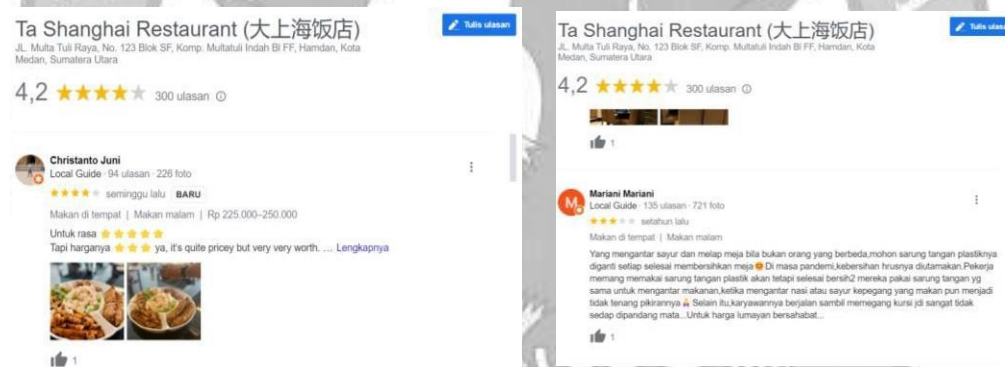 Ta Shanghai Restaurant (大上海饭店)
Tulis ulasan
JL. Multa Tuli Raya, No. 123 Blok SF, Komp. Multatuli Indah Bl FF, Hamdan, Kota
Medan, Sumatera Utara
4,2 300 ulasan
Christanto Juni
Local Guide · 94 ulasan · 226 foto
seminggu lalu BARU
Makan di tempat | Makan malam | Rp 225.000–250.000
Untuk rasa ⭐⭐⭐⭐⭐
Tapi harganya ⭐⭐⭐ ya, it's quite pricey but very very worth. … Lengkapnya
1
Ta Shanghai Restaurant (大上海饭店)
Tulis ulasan
JL. Multa Tuli Raya, No. 123 Blok SF, Komp. Multatuli Indah Bl FF, Hamdan, Kota
Medan, Sumatera Utara
4,2 300 ulasan
1
M
Mariani Mariani
Local Guide · 135 ulasan · 721 foto
setahun lalu
Makan di tempat | Makan malam
Yang mengantar sayur dan melap meja bila bukan orang yang berbeda,mohon sarung tangan plastiknya
diganti setiap selesai membersihkan meja Di masa pandemi,kebersihan hrusnya diutamakan.Pekerja
memang memakai sarung tangan plastik akan tetapi selesai bersih2 mereka pakai sarung tangan yg
sama untuk mengantar makanan,ketika mengantar nasi atau sayur kepegang yang makan pun menjadi
tidak tenang pikirannya Selain itu,karyawannya berjalan sambil memegang kursi jdi sangat tidak
sedap dipandang mata...Untuk harga lumayan bersahabat...
1